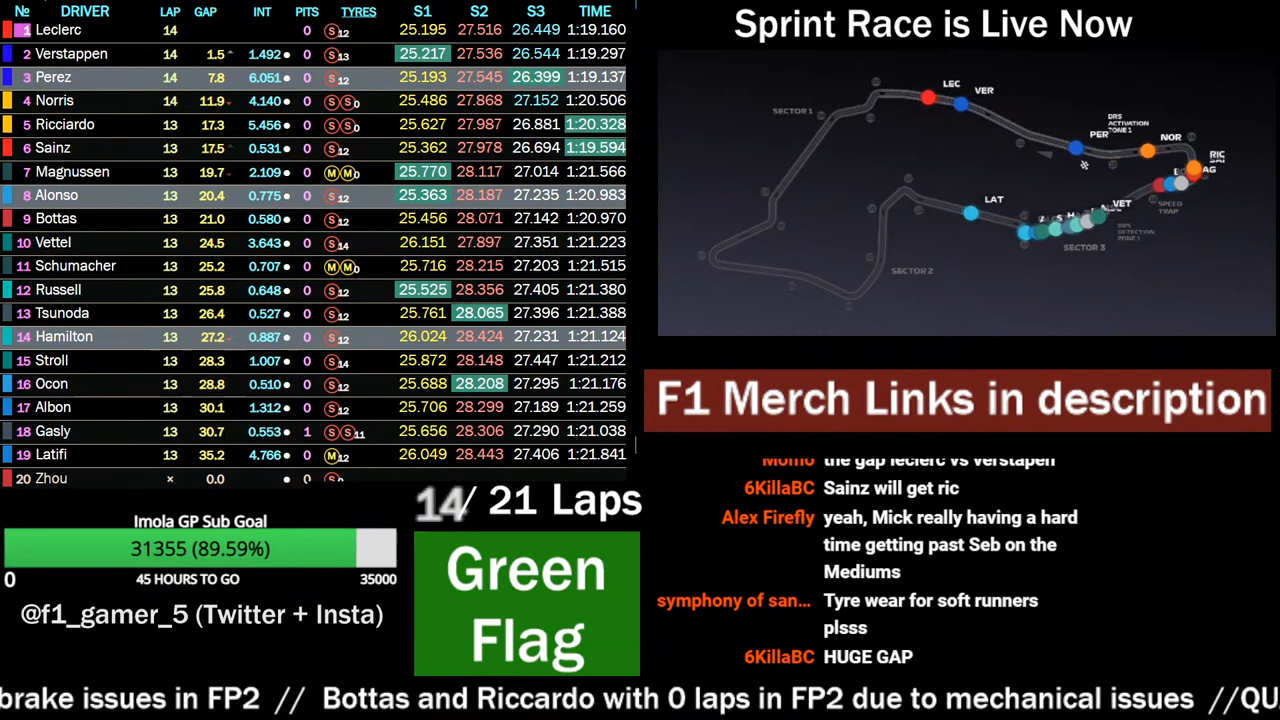 № DRIVER LAP GAP INT PITS TYRES S1 S2 S3 TIME
1 Leclerc 14 0 S 12 25.195 27.516 26.449 1:19.160
2 Verstappen 14 1.5 1.492 0 S 13 25.217 27.536 26.544 1:19.297
3 Perez 14 7.8 6.051 0 S 12 25.193 27.545 26.399 1:19.137
4 Norris 14 11.9 4.140 0 S S 0 25.486 27.868 27.152 1:20.506
5 Ricciardo 13 17.3 5.456 0 S S 0 25.627 27.987 26.881 1:20.328
6 Sainz 13 17.5 0.531 0 S 12 25.362 27.978 26.694 1:19.594
7 Magnussen 13 19.7 2.109 0 M M 0 25.770 28.117 27.014 1:21.566
8 Alonso 13 20.4 0.775 0 S 12 25.363 28.187 27.235 1:20.983
9 Bottas 13 21.0 0.580 0 S 12 25.456 28.071 27.142 1:20.970
10 Vettel 13 24.5 3.643 0 S 14 26.151 27.897 27.351 1:21.223
11 Schumacher 13 25.2 0.707 0 M M 0 25.716 28.215 27.203 1:21.515
12 Russell 13 25.8 0.648 0 S 12 25.525 28.356 27.405 1:21.380
13 Tsunoda 13 26.4 0.527 0 S 12 25.761 28.065 27.396 1:21.388
14 Hamilton 13 27.2 0.887 0 S 12 26.024 28.424 27.231 1:21.124
15 Stroll 13 28.3 1.007 0 S 14 25.872 28.148 27.447 1:21.212
16 Ocon 13 28.8 0.510 0 S 12 25.688 28.208 27.295 1:21.176
17 Albon 13 30.1 1.312 0 S 12 25.706 28.299 27.189 1:21.259
18 Gasly 13 30.7 0.553 1 S S 11 25.656 28.306 27.290 1:21.038
19 Latifi 13 35.2 4.766 0 M 12 26.049 28.443 27.406 1:21.841
20 Zhou × 0.0 0 S 0
Imola GP Sub Goal
31355 (89.59%)
0 45 HOURS TO GO 35000
@f1_gamer_5 (Twitter + Insta)
14/ 21 Laps
Green
Flag
Sprint Race is Live Now
LEC
VER
SECTOR 1
DRS
ACTIVATION
ZONE 1
PER
NOR
RIC
AG
LAT
VET
SPEED
TRAP
DRS
DETECTION
ZONE 1
SECTOR 3
SECTOR 2
F1 Merch Links in description
Momo the gap leclerc vs verstapen
6KillaBC Sainz will get ric
Alex Firefly yeah, Mick really having a hard
time getting past Seb on the
Mediums
symphony of san... Tyre wear for soft runners
plsss
6KillaBC HUGE GAP
brake issues in FP2 // Bottas and Riccardo with 0 laps in FP2 due to mechanical issues //QU